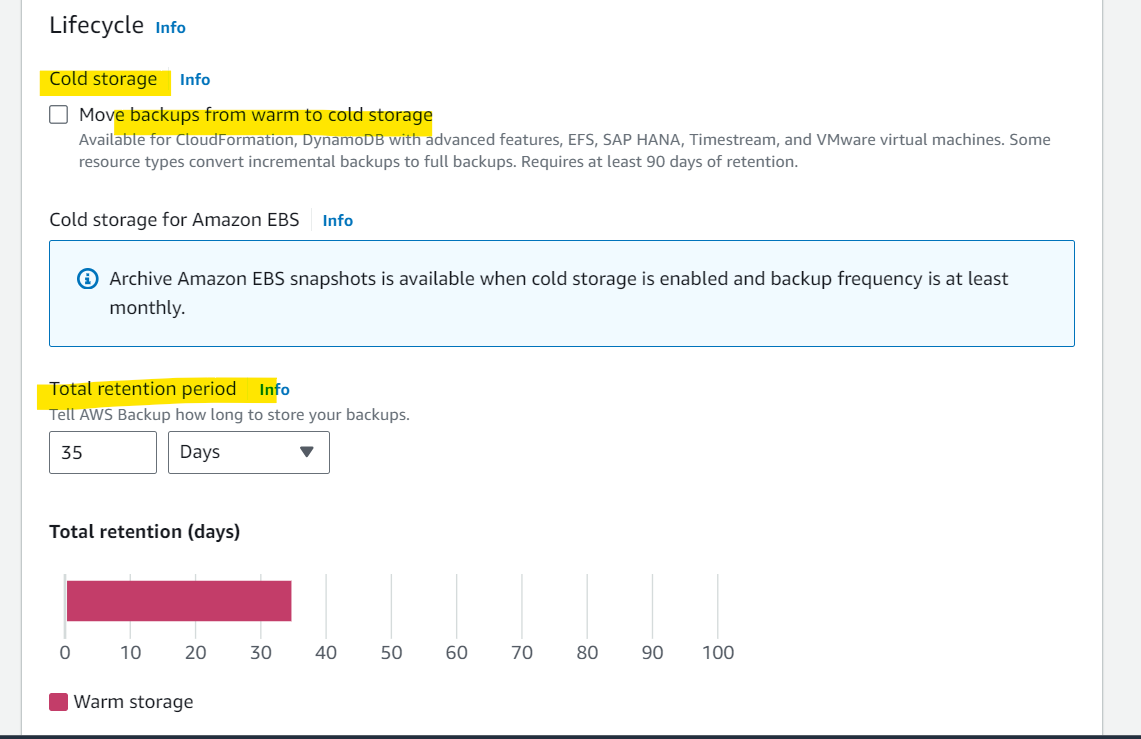 Lifecycle Info
Cold storage Info
Move backups from warm to cold storage
Available for CloudFormation, DynamoDB with advanced features, EFS, SAP HANA, Timestream, and VMware virtual machines. Some
resource types convert incremental backups to full backups. Requires at least 90 days of retention.
Cold storage for Amazon EBS Info
Archive Amazon EBS snapshots is available when cold storage is enabled and backup frequency is at least
monthly.
Total retention period Info
Tell AWS Backup how long to store your backups.
35 Days
Total retention (days)
0 10 20 30 40 50 60 70 80 90 100
Warm storage